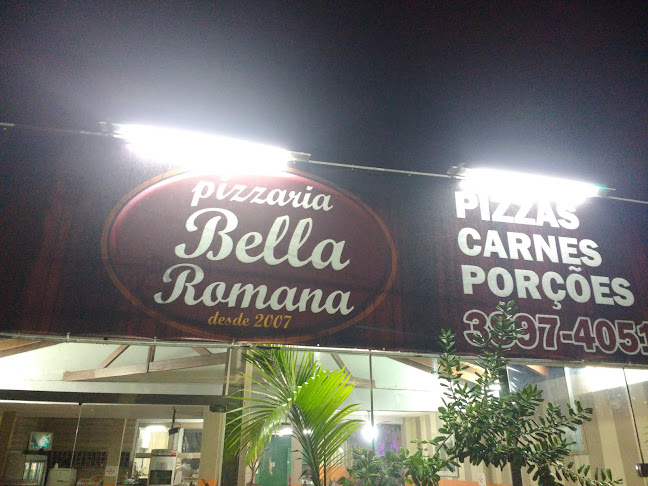 pizzaria
Bella
Romana
desde 2007
PIZZAS
CARNES
PORÇÕES